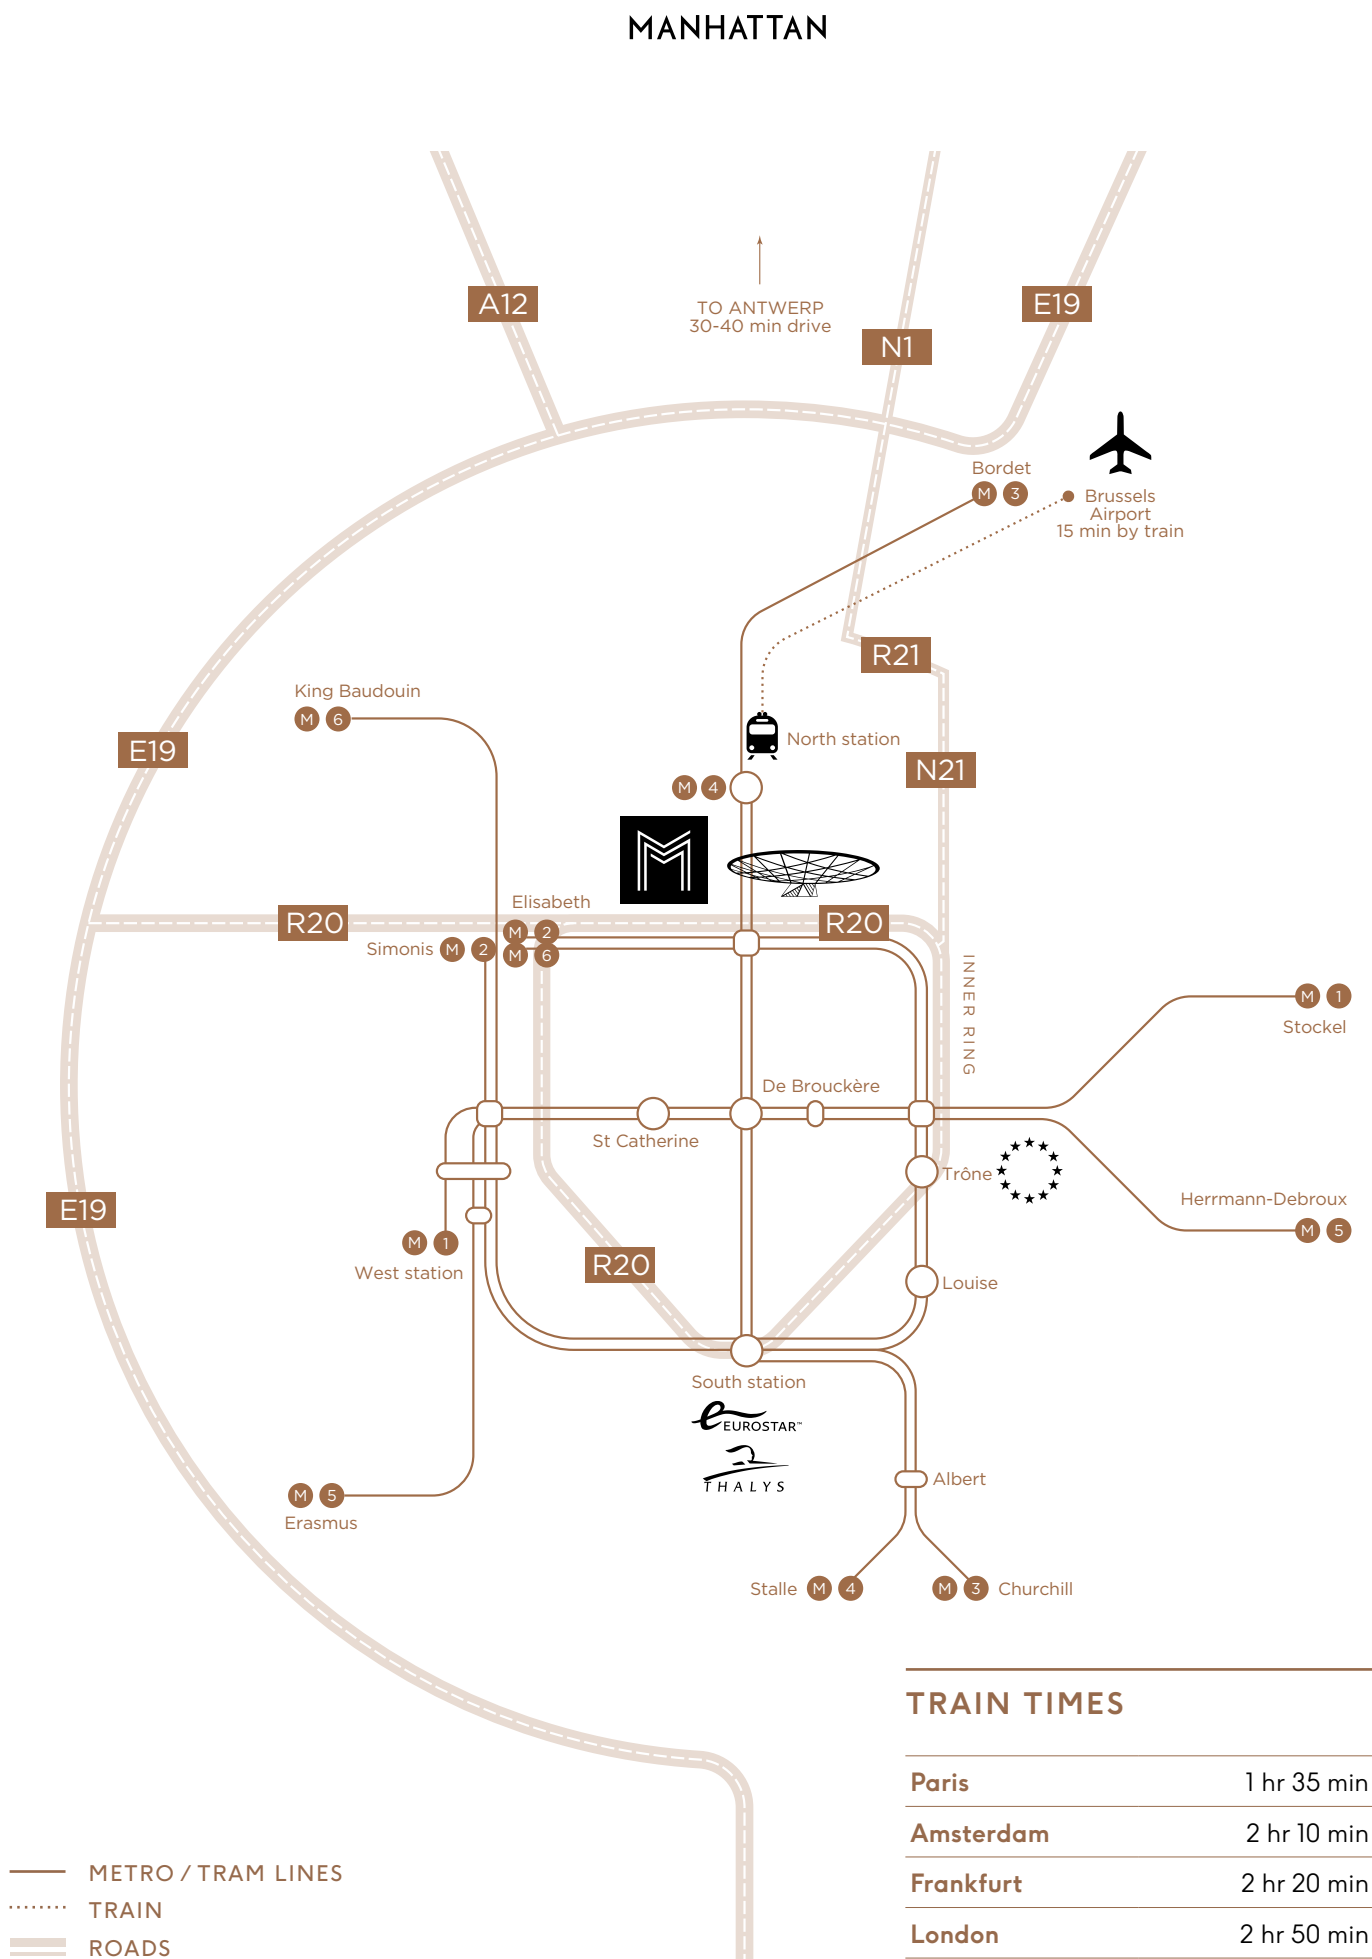 MANHATTAN
A12
TO ANTWERP
30-40 min drive
E19
N1
Bordet
M 3
Brussels
Airport
15 min by train
R21
King Baudouin
M 6
North station
E19
N21
M 4
M
Elisabeth
R20
M 2
R20
Simonis M 2
M 6
INNER RING
M 1
Stockel
De Brouckère
St Catherine
Trône
Herrmann-Debroux
E19
M 5
M 1
West station
R20
Louise
South station
e EUROSTAR™
THALYS
Albert
M 5
Erasmus
Stalle M 4
M 3 Churchill
TRAIN TIMES
Paris 1 hr 35 min
Amsterdam 2 hr 10 min
Frankfurt 2 hr 20 min
London 2 hr 50 min
METRO / TRAM LINES
TRAIN
ROADS